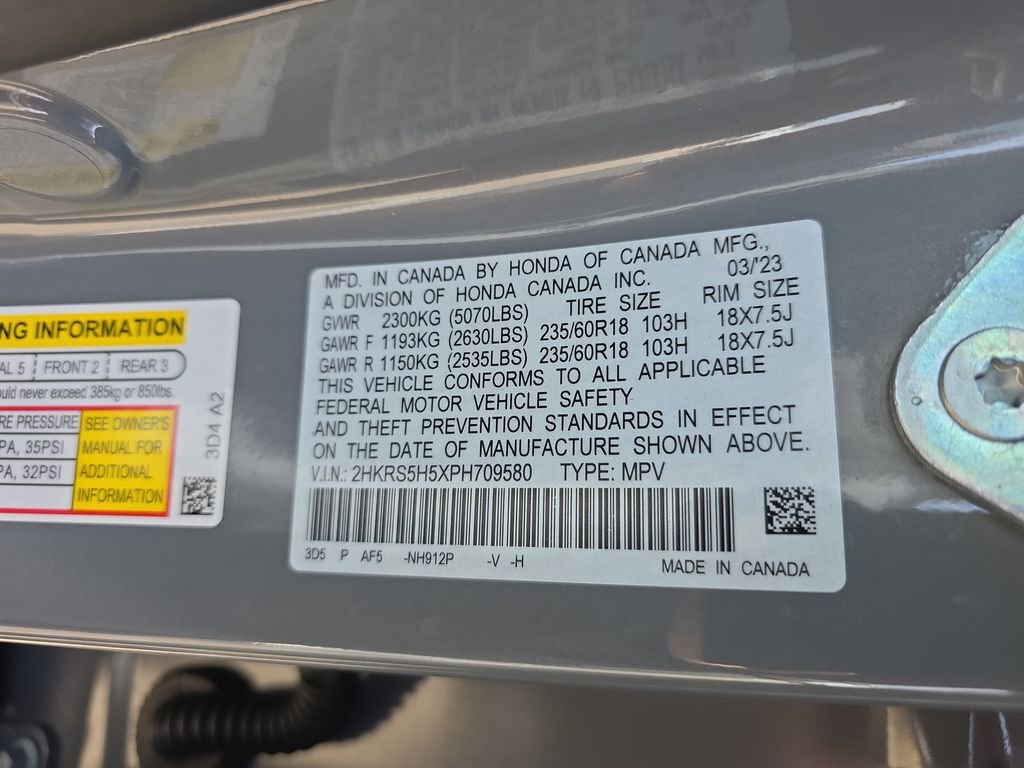 NG INFORMATION
AL 5 FRONT 2 REAR 3
ould never exceed 385kg or 850lbs.
RE PRESSURE SEE OWNER'S
PA, 35PSI MANUAL FOR
PA, 32PSI ADDITIONAL
INFORMATION
3D4 A2
MFD. IN CANADA BY HONDA OF CANADA MFG.,
A DIVISION OF HONDA CANADA INC. 03/'23
GVWR 2300KG (5070LBS) TIRE SIZE RIM SIZE
GAWR F 1193KG (2630LBS) 235/60R18 103H 18X7.5J
GAWR R 1150KG (2535LBS) 235/60R18 103H 18X7.5J
THIS VEHICLE CONFORMS TO ALL APPLICABLE
FEDERAL MOTOR VEHICLE SAFETY
AND THEFT PREVENTION STANDARDS IN EFFECT
ON THE DATE OF MANUFACTURE SHOWN ABOVE.
V.I.N.: 2HKRS5H5XPH709580 TYPE: MPV
3D5 P AF5 -NH912P -V -H
MADE IN CANADA